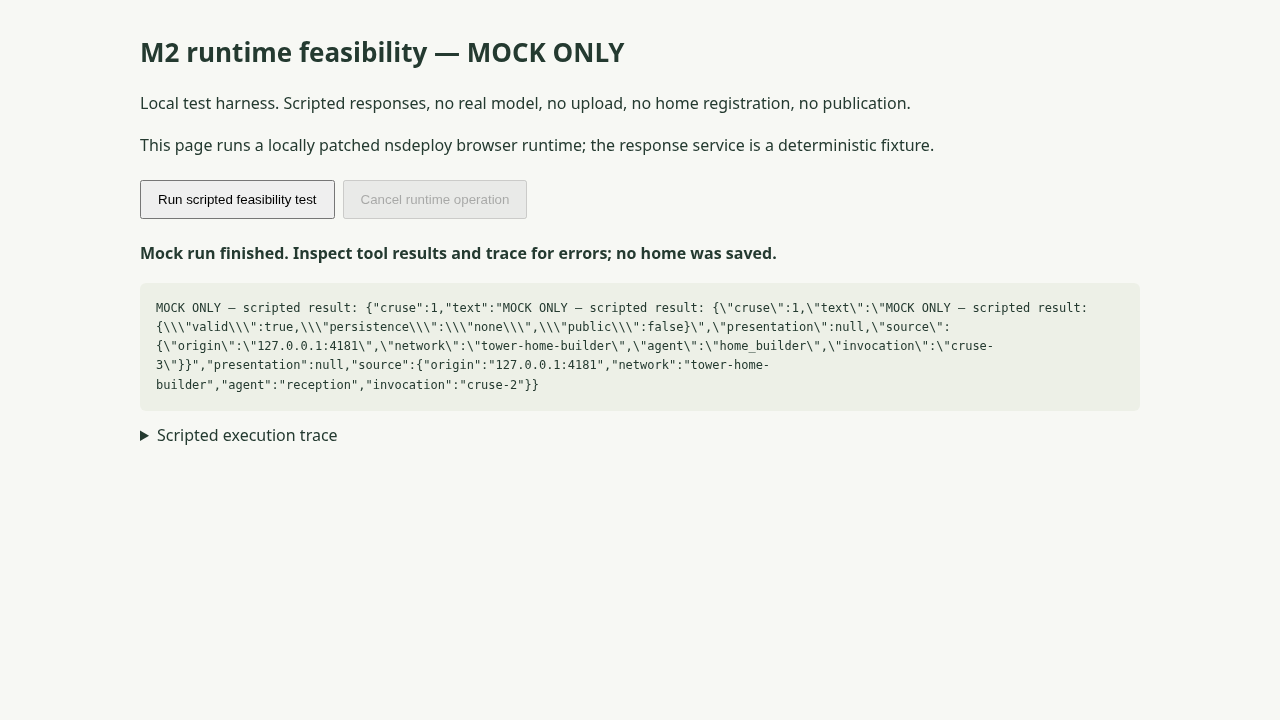 M2 runtime feasibility — MOCK ONLY
Local test harness. Scripted responses, no real model, no upload, no home registration, no publication.
This page runs a locally patched nsdeploy browser runtime; the response service is a deterministic fixture.
Run scripted feasibility test
Cancel runtime operation
Mock run finished. Inspect tool results and trace for errors; no home was saved.
MOCK ONLY — scripted result: {"cruse":1,"text":"MOCK ONLY — scripted result: {\"cruse\":1,\"text\":\"MOCK ONLY — scripted result:
{\\\"valid\\\":true,\\\"persistence\\\":\\\"none\\\",\\\"public\\\":false}\",\"presentation\":null,\"source\":
{\"origin\":\"127.0.0.1:4181\",\"network\":\"tower-home-builder\",\"agent\":\"home_builder\",\"invocation\":\"cruse-
3\"}}","presentation":null,"source":{"origin":"127.0.0.1:4181","network":"tower-home-
builder","agent":"reception","invocation":"cruse-2"}}
Scripted execution trace